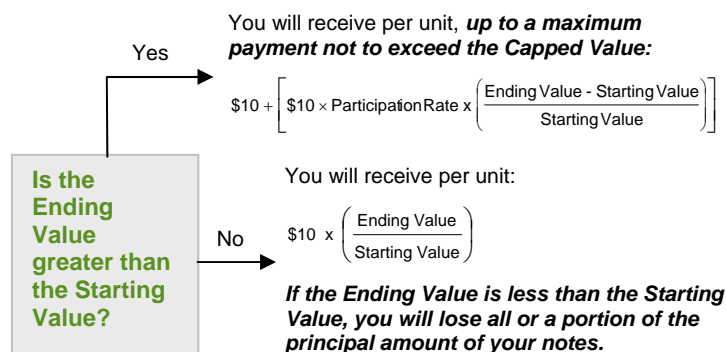 You will receive per unit, up to a maximum
payment not to exceed the Capped Value:
Yes
$10 + [ $10 × Participation Rate x ( Ending Value - Starting Value / Starting Value ) ]
Is the
Ending
Value
greater than
the Starting
Value?
You will receive per unit:
No
$10 x ( Ending Value / Starting Value )
If the Ending Value is less than the Starting
Value, you will lose all or a portion of the
principal amount of your notes.